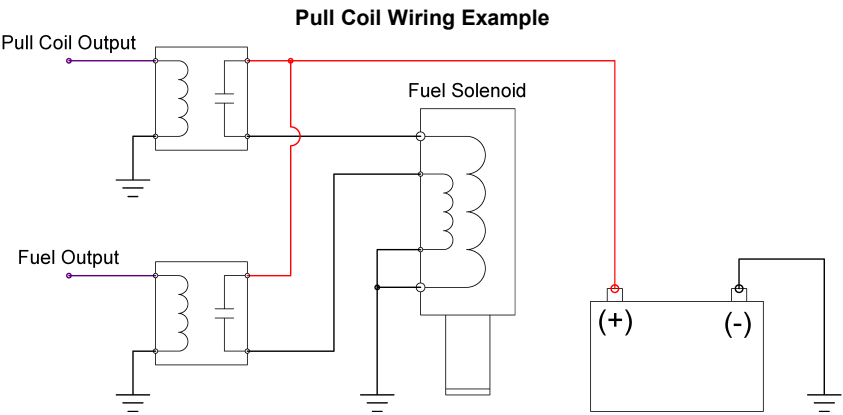 Pull Coil Wiring Example
Pull Coil Output
Fuel Solenoid
Fuel Output
(+)
(-)